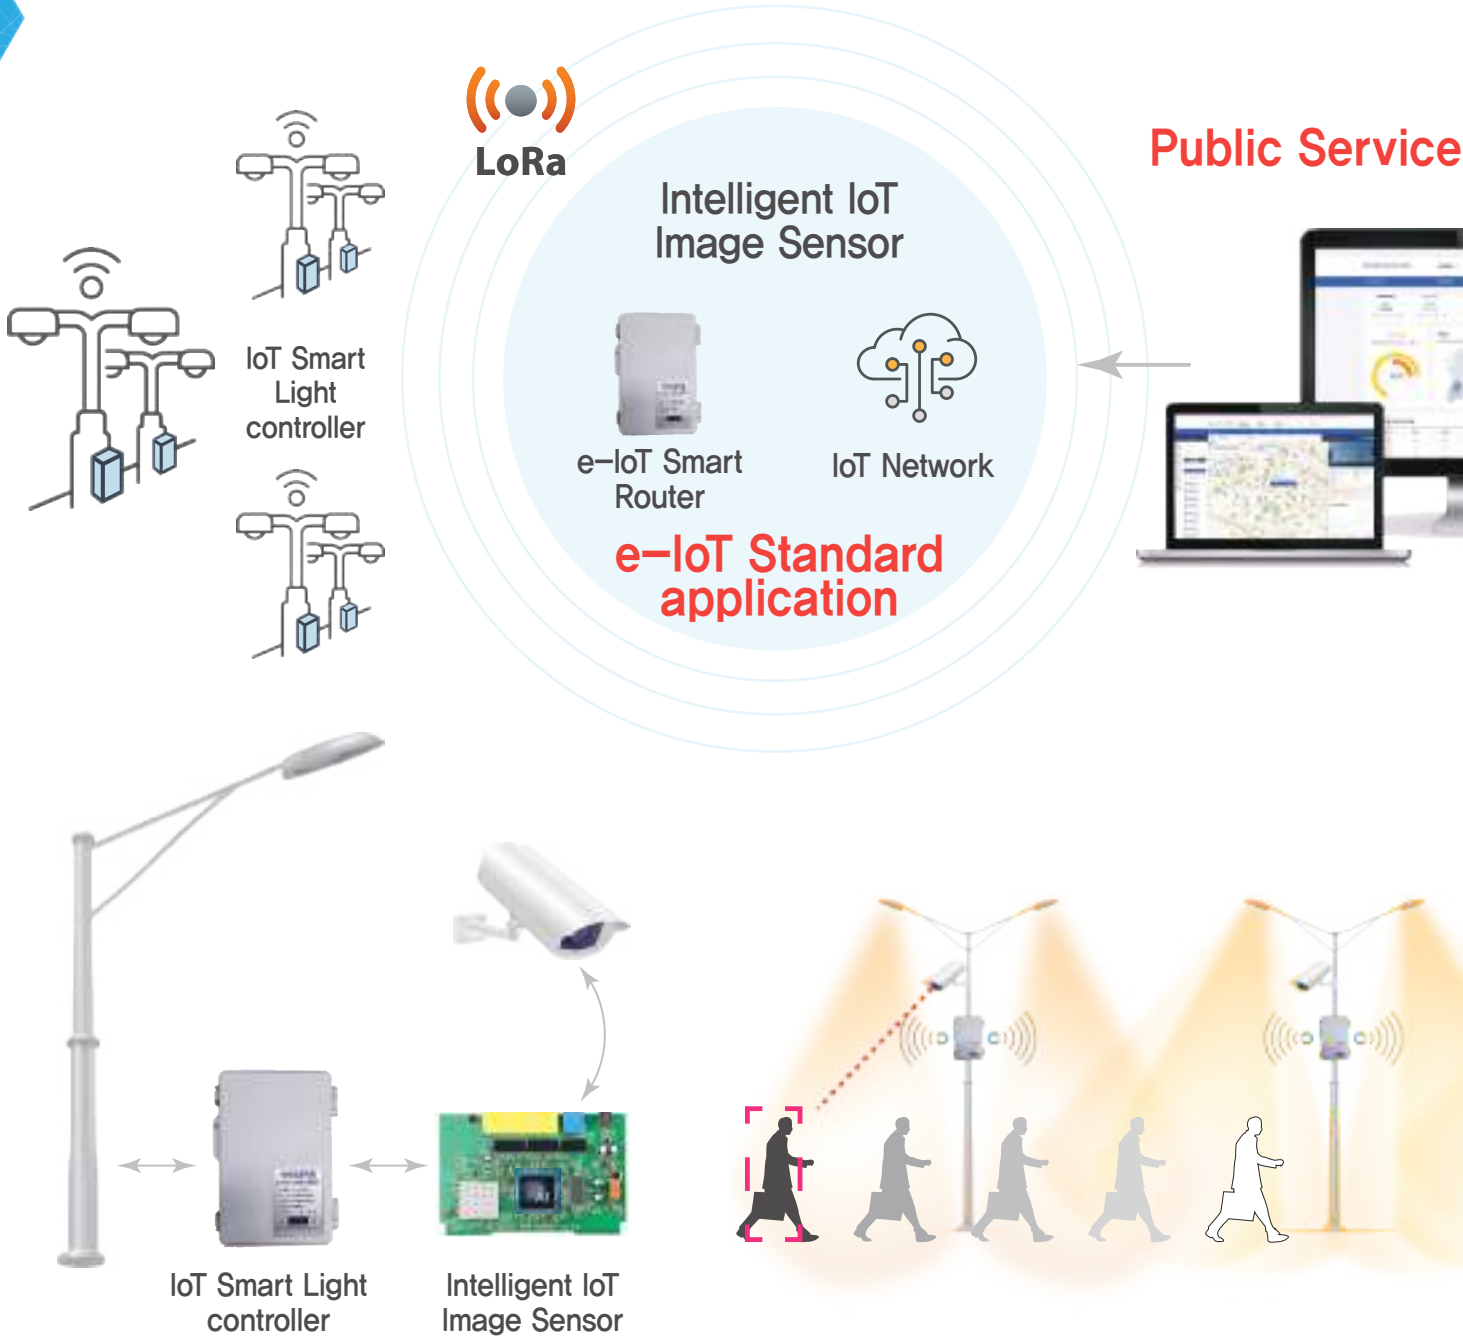 LoRa
Public Service
Intelligent IoT
Image Sensor
IoT Smart
Light
controller
e-IoT Smart
Router
IoT Network
e-IoT Standard
application
IoT Smart Light
controller
Intelligent IoT
Image Sensor